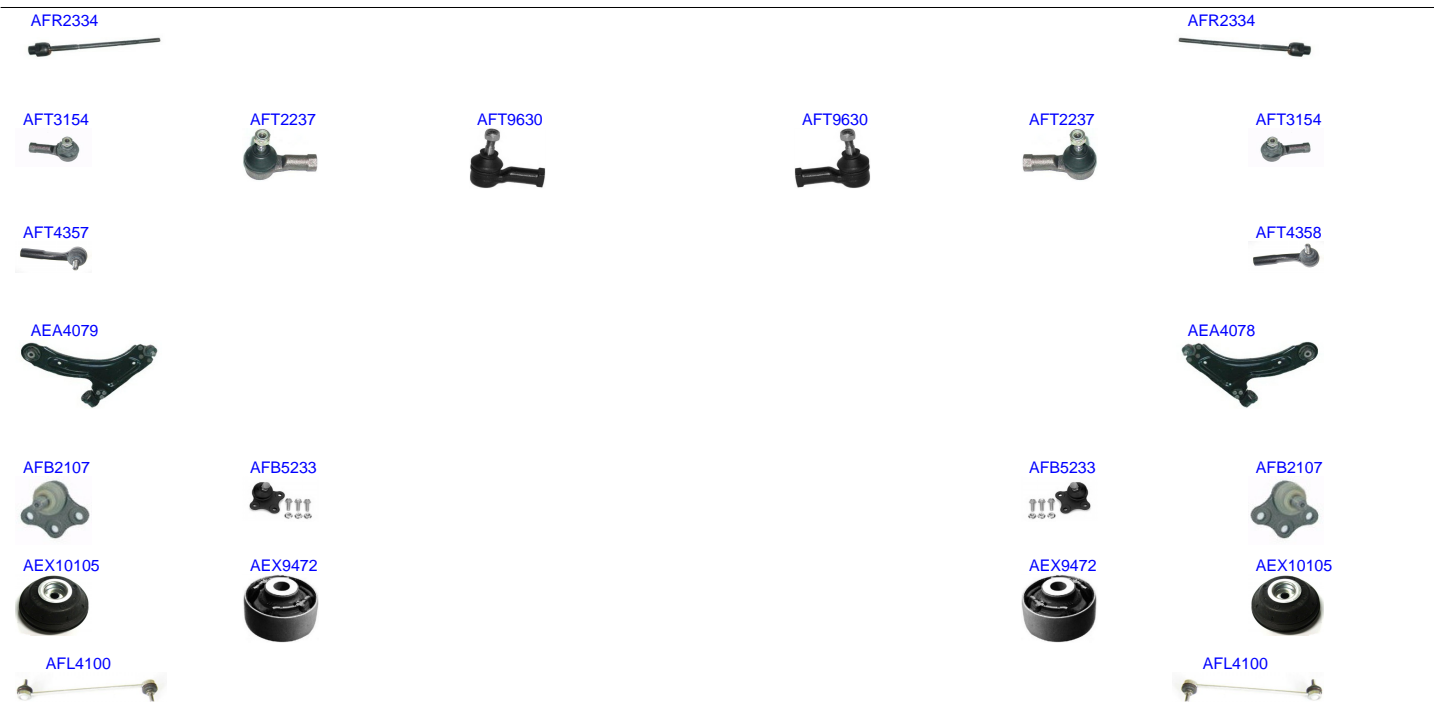 AFR2334 AFR2334
AFT3154 AFT2237 AFT9630 AFT9630 AFT2237 AFT3154
AFT4357 AFT4358
AEA4079 AEA4078
AFB2107 AFB5233 AFB5233 AFB2107
AEX10105 AEX9472 AEX9472 AEX10105
AFL4100 AFL4100